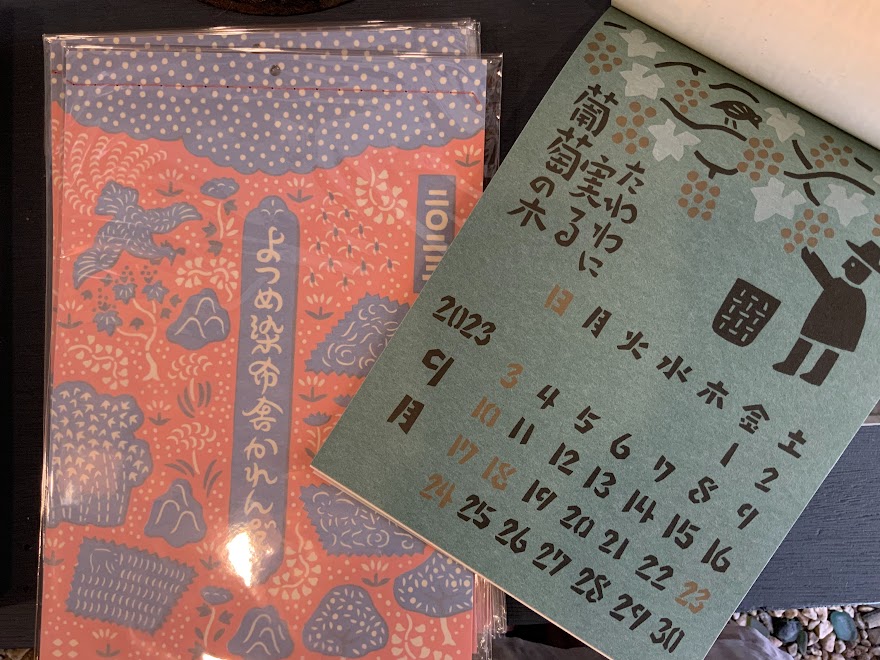 二〇二三
よつめ染布舎かれん
たわわに
実る
葡萄の木
2023
9
月
日 月 火 水 木 金 土
1 2
3 4 5 6 7 8 9
10 11 12 13 14 15 16
17 18 19 20 21 22 23
24 25 26 27 28 29 30